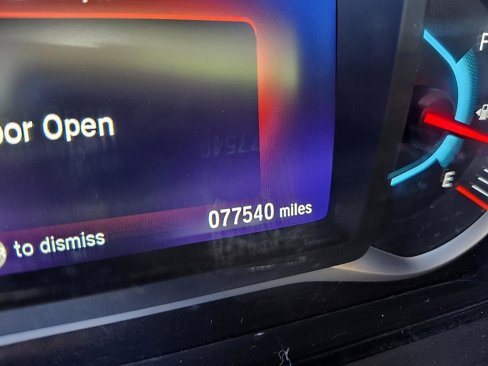 oor Open
077540 miles
to dismiss
F
E